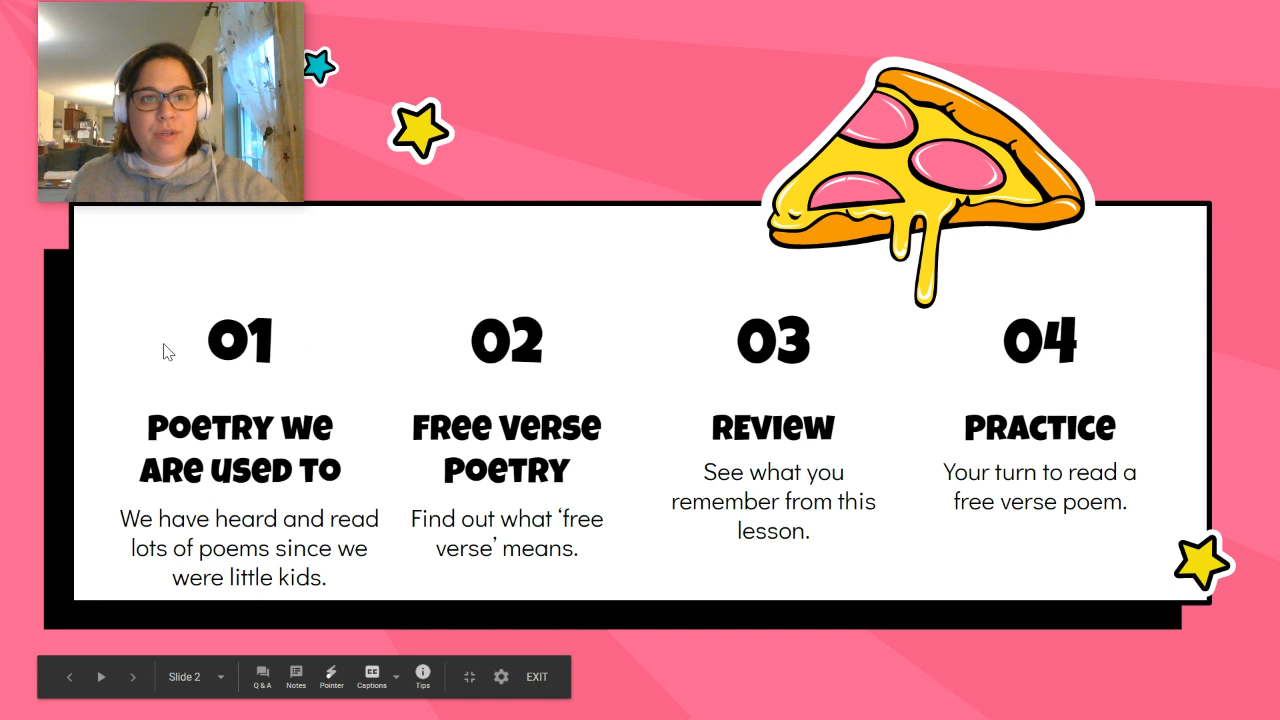 01
POETRY WE
ARE USED TO
We have heard and read
lots of poems since we
were little kids.
02
FREE VERSE
POETRY
Find out what ‘free
verse’ means.
03
REVIEW
See what you
remember from this
lesson.
04
PRACTICE
Your turn to read a
free verse poem.
Slide 2
Q & A
Notes
Pointer
CC
Captions
Tips
EXIT